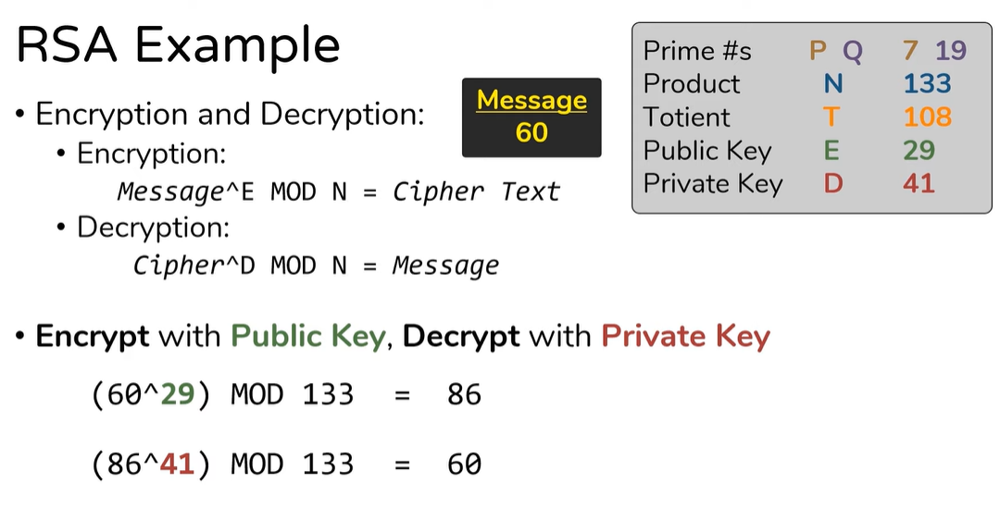 RSA Example
• Encryption and Decryption:
• Encryption:
Message^E MOD N = Cipher Text
• Decryption:
Cipher^D MOD N = Message
Message
60
Prime #s P Q 7 19
Product N 133
Totient T 108
Public Key E 29
Private Key D 41
• Encrypt with Public Key, Decrypt with Private Key
(60^29) MOD 133 = 86
(86^41) MOD 133 = 60